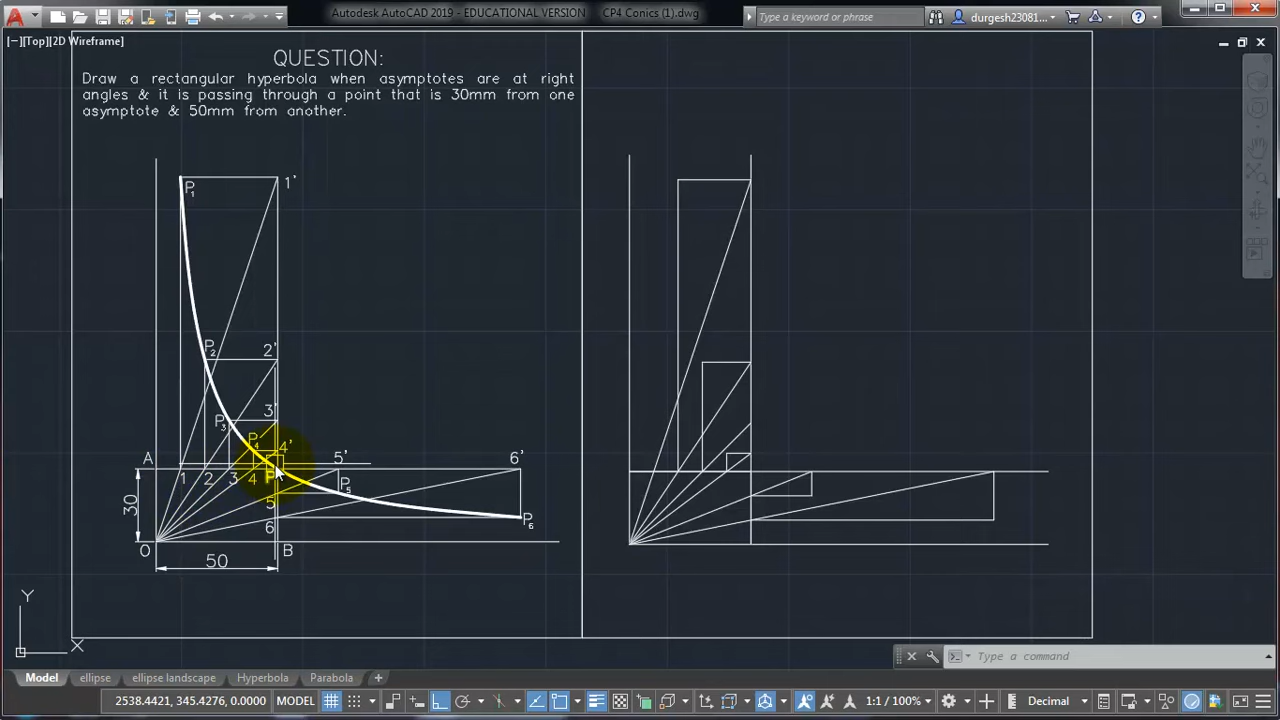 Autodesk AutoCAD 2019 - EDUCATIONAL VERSION CP4 Conics (1).dwg
Type a keyword or phrase
durgesh23081...
[−][Top][2D Wireframe]
QUESTION:
Draw a rectangular hyperbola when asymptotes are at right
angles & it is passing through a point that is 30mm from one
asymptote & 50mm from another.
P1
1'
P2
2'
P3
3'
P4
4'
A
1
2
3
4
P
5'
6'
P5
30
5
6
P6
O
B
50
Y
X
Type a command
Model
ellipse
ellipse landscape
Hyperbola
Parabola
2538.4421, 345.4276, 0.0000
MODEL
1:1 / 100%
Decimal